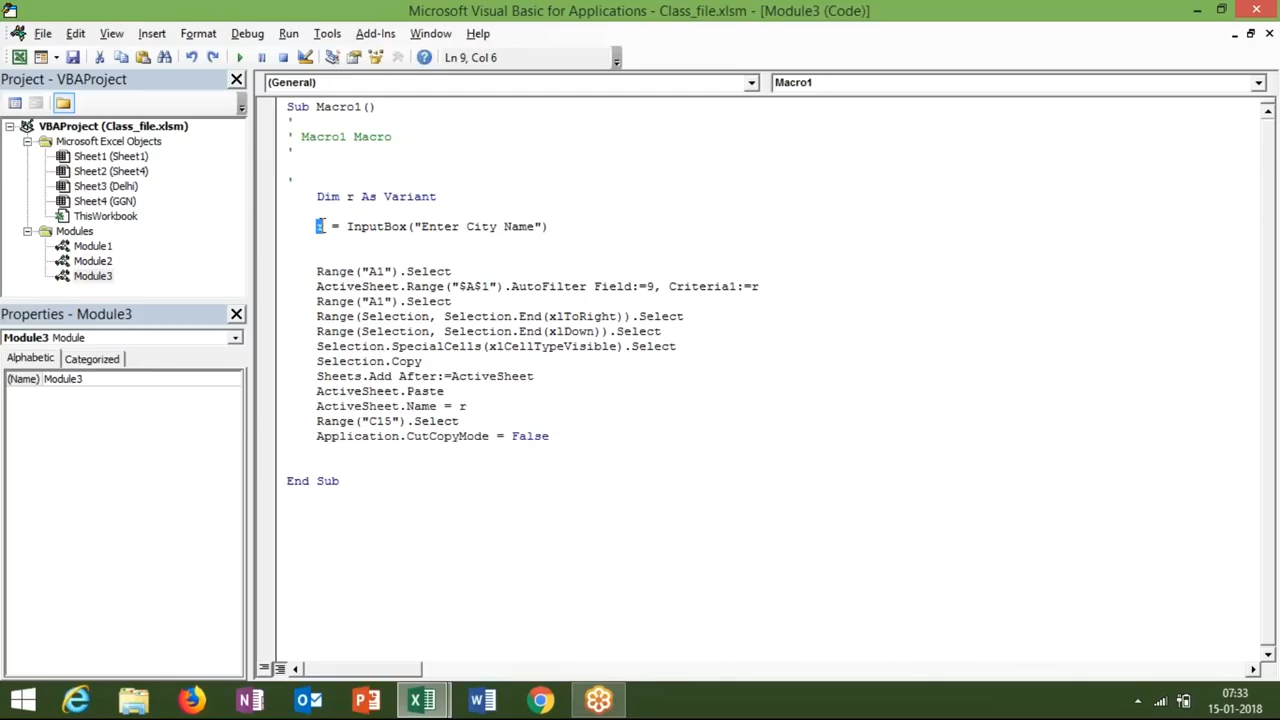 Microsoft Visual Basic for Applications - Class_file.xlsm - [Module3 (Code)]
File Edit View Insert Format Debug Run Tools Add-Ins Window Help
Ln 9, Col 6
Project - VBAProject
(General)
Macro1
VBAProject (Class_file.xlsm)
Microsoft Excel Objects
Sheet1 (Sheet1)
Sheet2 (Sheet4)
Sheet3 (Delhi)
Sheet4 (GGN)
ThisWorkbook
Modules
Module1
Module2
Module3
Properties - Module3
Module3 Module
Alphabetic Categorized
(Name) Module3
Sub Macro1()
'
' Macro1 Macro
'
'
Dim r As Variant
r = InputBox("Enter City Name")
Range("A1").Select
ActiveSheet.Range("$A$1").AutoFilter Field:=9, Criteria1:=r
Range("A1").Select
Range(Selection, Selection.End(xlToRight)).Select
Range(Selection, Selection.End(xlDown)).Select
Selection.SpecialCells(xlCellTypeVisible).Select
Selection.Copy
Sheets.Add After:=ActiveSheet
ActiveSheet.Paste
ActiveSheet.Name = r
Range("C15").Select
Application.CutCopyMode = False
End Sub
07:33
15-01-2018